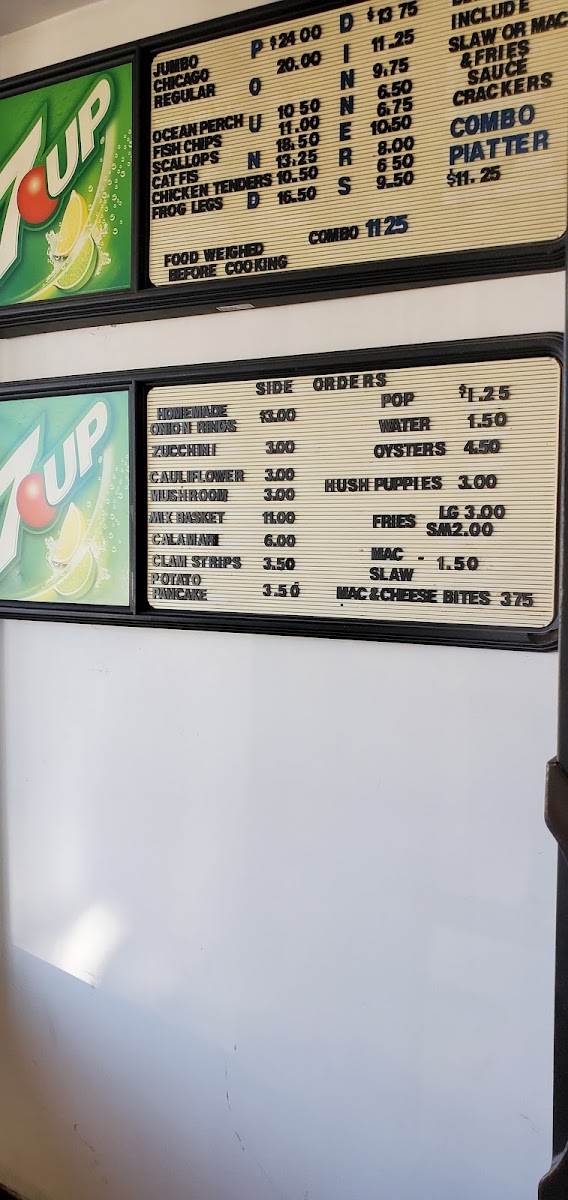 7UP
JUMBO $24 00 $13 75
CHICAGO 20.00 11.25
REGULAR 9.75
OCEAN PERCH 10 50 6.50
FISH CHIPS 11.00 6.75
SCALLOPS 18.50 10.50
CAT FIS 13.25 8.00
CHICKEN TENDERS 10.50 6 50
FROG LEGS 16.50 9.50
POUND
DINNERS
INCLUDE
SLAW OR MAC
& FRIES
SAUCE
CRACKERS
COMBO
PIATTER
$11. 25
COMBO 11 25
FOOD WEIGHED
BEFORE COOKING
7UP
SIDE ORDERS
HOMEMADE
ONION RINGS $3.00
ZUCCHINI 3.00
CAULIFLOWER 3.00
MUSHROOM 3.00
MIX BASKET 11.00
CALAMARI 6.00
CLAM STRIPS 3.50
POTATO
PANCAKE 3.50
POP $1.25
WATER 1.50
OYSTERS 4.50
HUSH PUPPIES 3.00
FRIES LG 3.00
SM 2.00
MAC - 1.50
SLAW
MAC & CHEESE BITES 3 75